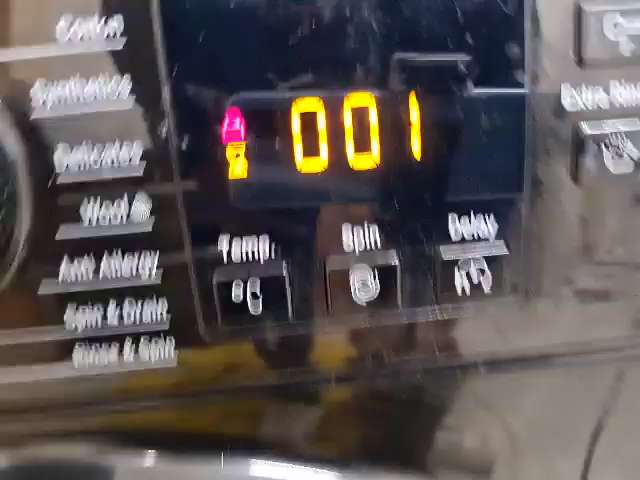 Cotton
Synthetics
Delicates
Wool
Anti Allergy
Spin & Drain
Rinse & Spin
001
Temp.
Spin
Delay
Extra Rinse